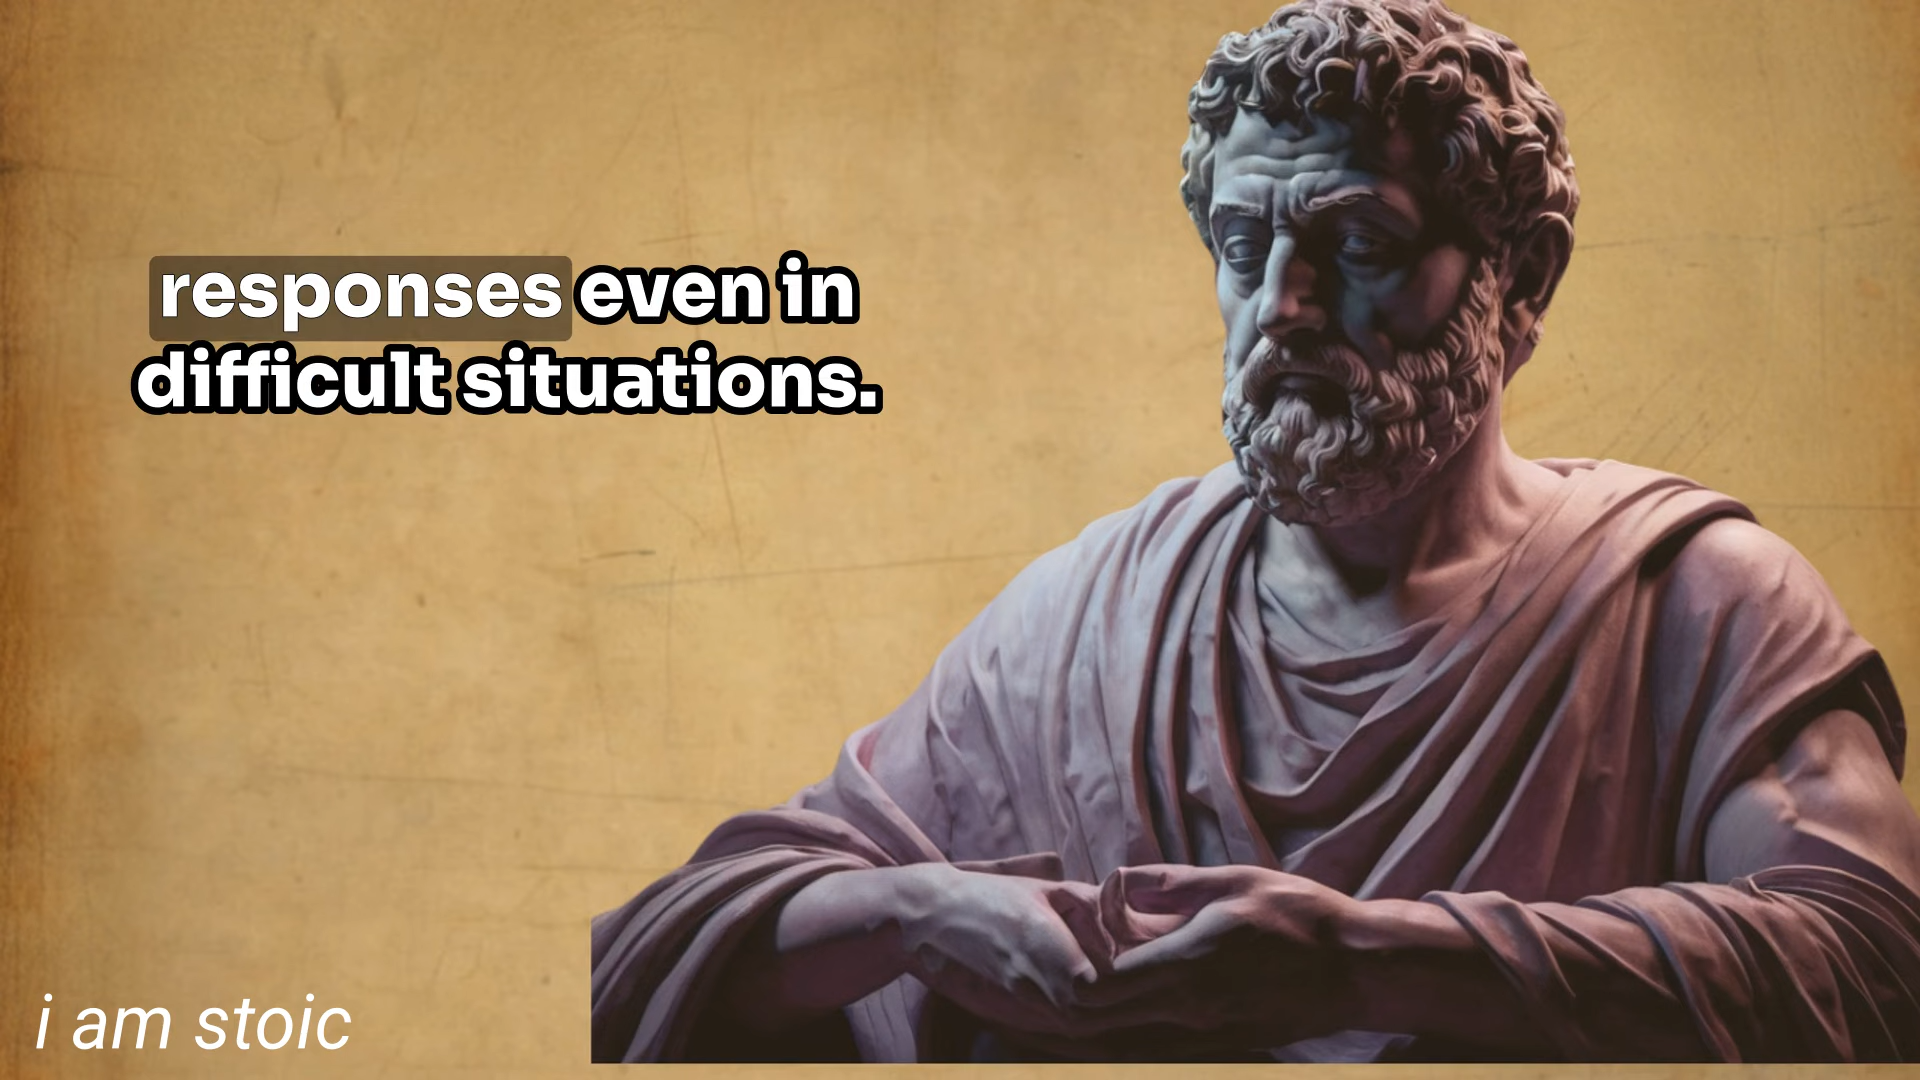 responses even in
difficult situations.
i am stoic